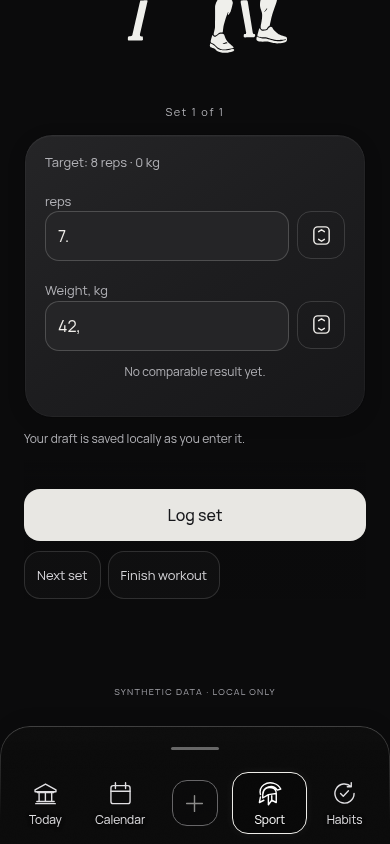 Set 1 of 1
Target: 8 reps · 0 kg
reps
7.
Weight, kg
42,
No comparable result yet.
Your draft is saved locally as you enter it.
Log set
Next set
Finish workout
SYNTHETIC DATA · LOCAL ONLY
Today
Calendar
Sport
Habits